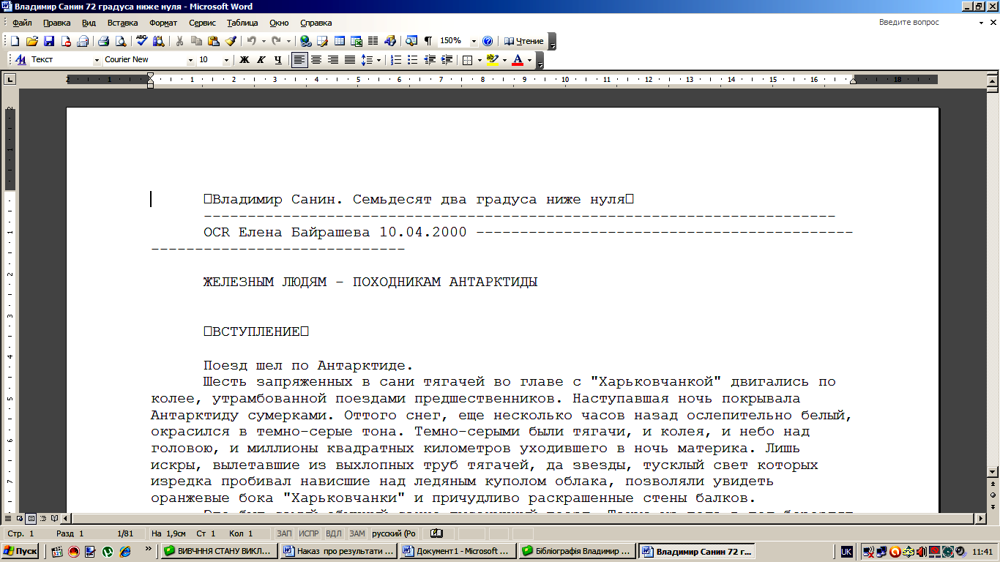 Владимир Санин 72 градуса ниже нуля - Microsoft Word
Файл Правка Вид Вставка Формат Сервис Таблица Окно Справка Введите вопрос
150% Чтение
Текст Courier New 10 Ж К Ч
2 1 1 2 3 4 5 6 7 8 9 10 11 12 13 14 15 16 18
□Владимир Санин. Семьдесят два градуса ниже нуля□
------------------------------------------------------------------------
OCR Елена Байрашева 10.04.2000 -------------------------------------------
-----------------------------
ЖЕЛЕЗНЫМ ЛЮДЯМ - ПОХОДНИКАМ АНТАРКТИДЫ
□ВСТУПЛЕНИЕ□
Поезд шел по Антарктиде.
Шесть запряженных в сани тягачей во главе с "Харьковчанкой" двигались по
колее, утрамбованной поездами предшественников. Наступавшая ночь покрывала
Антарктиду сумерками. Оттого снег, еще несколько часов назад ослепительно белый,
окрасился в темно-серые тона. Темно-серыми были тягачи, и колея, и небо над
головою, и миллионы квадратных километров уходившего в ночь материка. Лишь
искры, вылетавшие из выхлопных труб тягачей, да звезды, тусклый свет которых
изредка пробивал нависшие над ледяным куполом облака, позволяли увидеть
оранжевые бока "Харьковчанки" и причудливо раскрашенные стены балков.
Стр. 1 Разд 1 1/81 На 1,9см Ст 1 Кол 1 ЗАП ИСПР ВДЛ ЗАМ русский (Ро
Пуск » ВИВЧННЯ СТАНУ ВИКЛ... Наказ про результати ... Документ1 - Microsoft ... Бібліографія Владимир ... Владимир Санин 72 г... UK 11:41